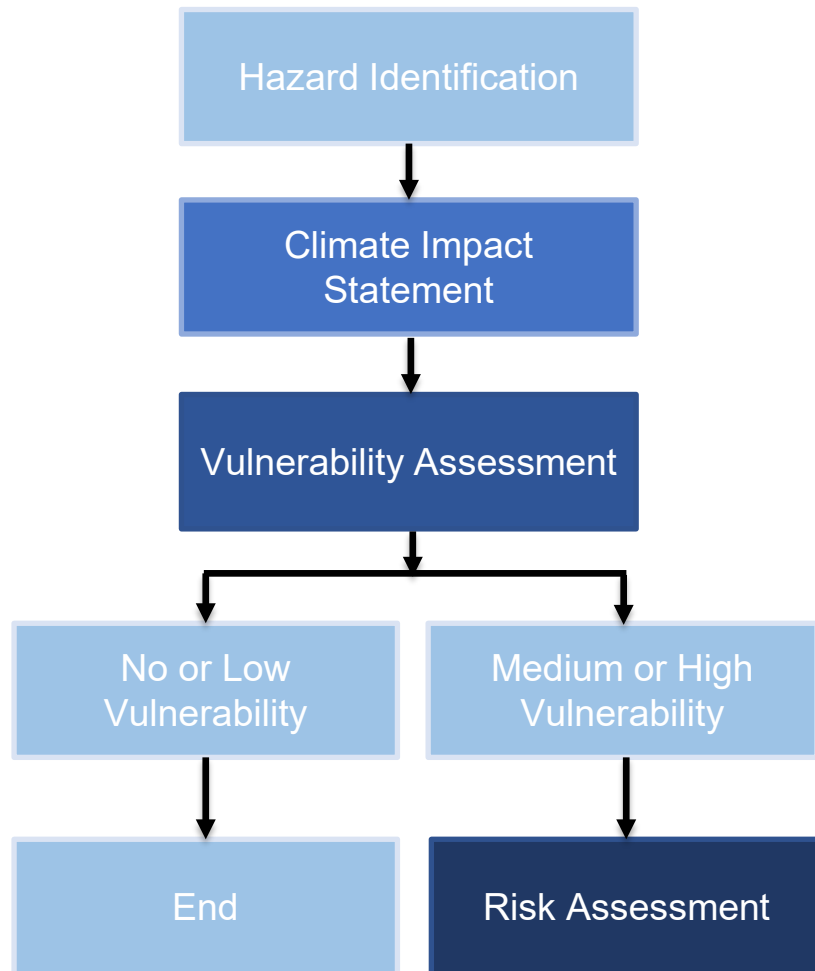 Hazard Identification
Climate Impact
Statement
Vulnerability Assessment
No or Low
Vulnerability
Medium or High
Vulnerability
End
Risk Assessment